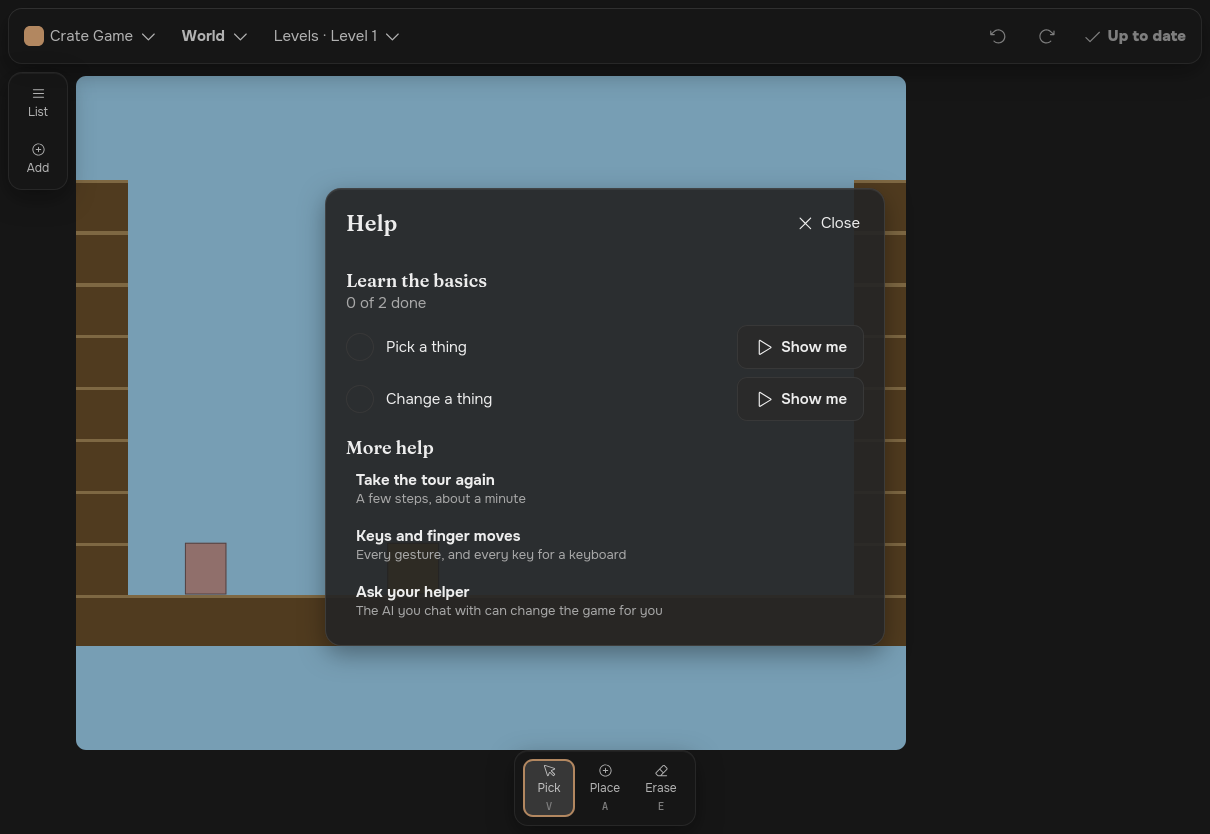 Crate Game
World
Levels · Level 1
Up to date
List
Add
Help
Close
Learn the basics
0 of 2 done
Pick a thing
Show me
Change a thing
Show me
More help
Take the tour again
A few steps, about a minute
Keys and finger moves
Every gesture, and every key for a keyboard
Ask your helper
The AI you chat with can change the game for you
Pick
V
Place
A
Erase
E